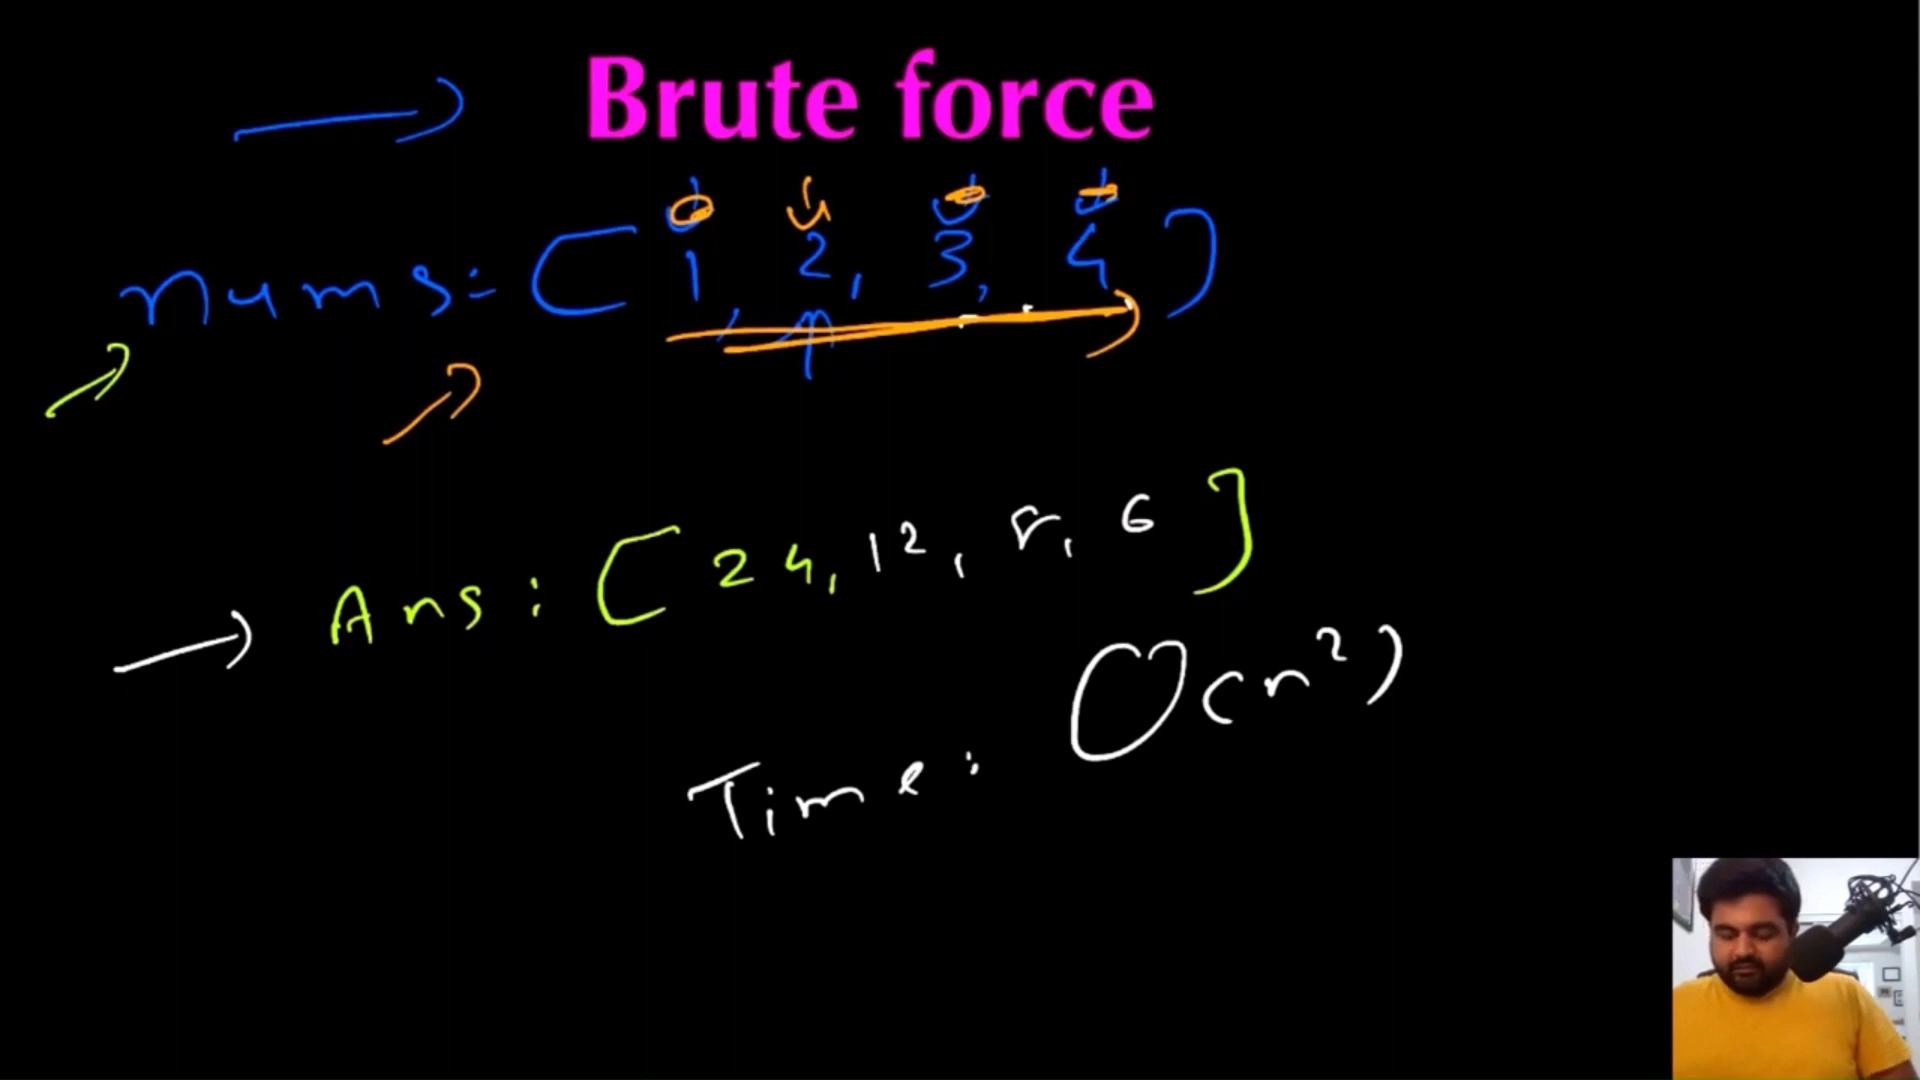 Brute force
nums= [1, 2, 3, 4]
Ans: [24, 12, 8, 6]
Time: O(n²)